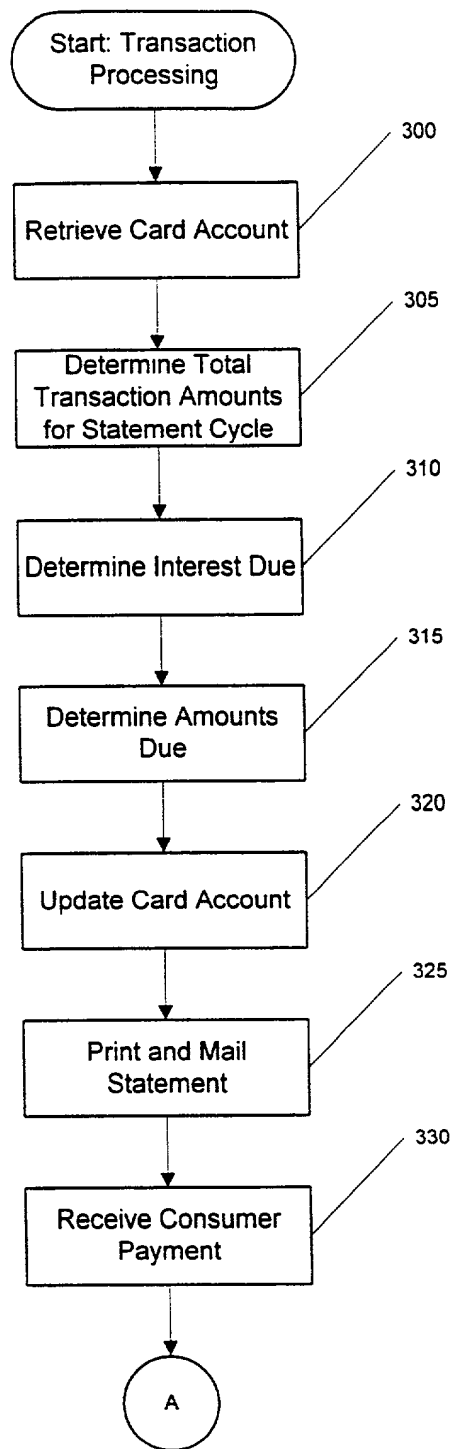 Start: Transaction
Processing
300
Retrieve Card Account
305
Determine Total
Transaction Amounts
for Statement Cycle
310
Determine Interest Due
315
Determine Amounts
Due
320
Update Card Account
325
Print and Mail
Statement
330
Receive Consumer
Payment
A